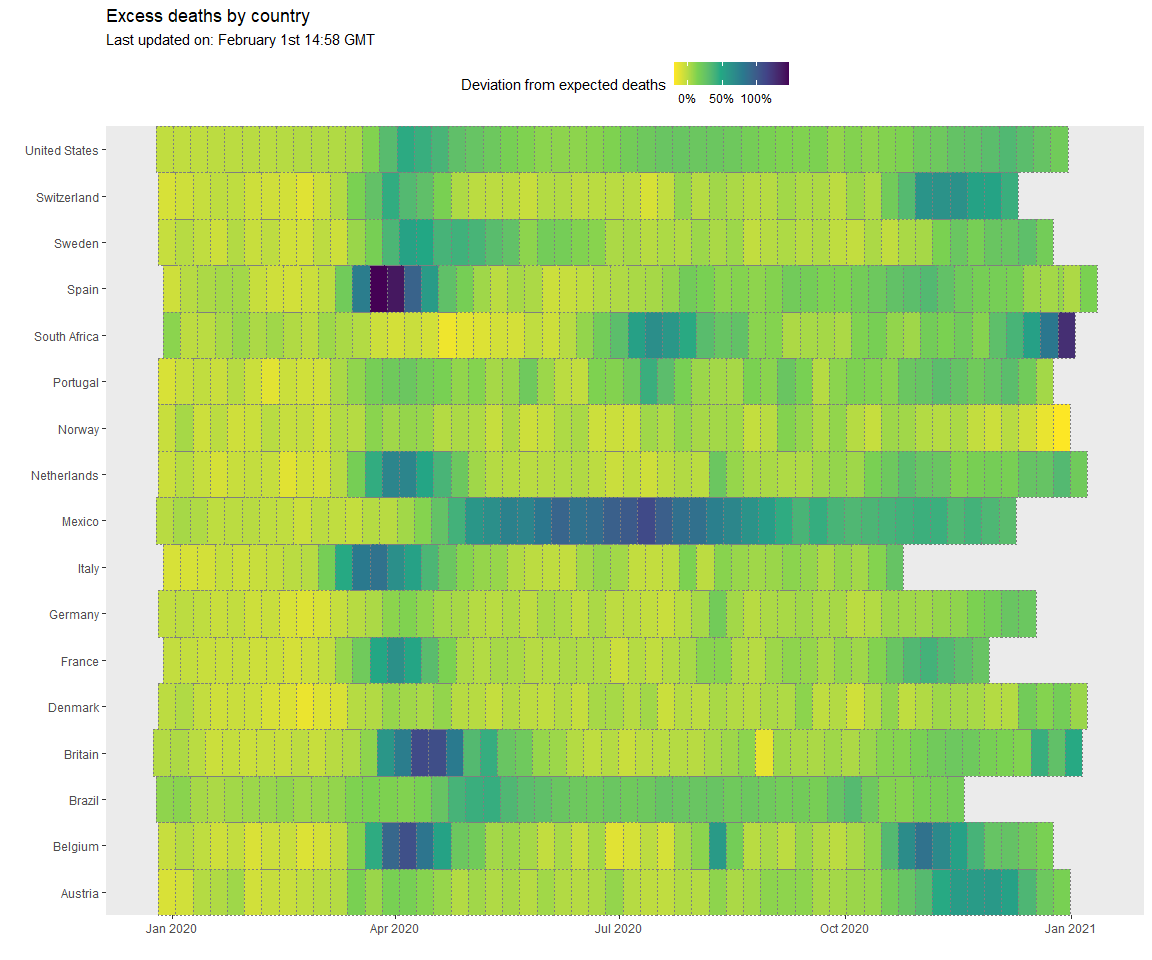 Excess deaths by country
Last updated on: February 1st 14:58 GMT
Deviation from expected deaths
0% 50% 100%
United States
Switzerland
Sweden
Spain
South Africa
Portugal
Norway
Netherlands
Mexico
Italy
Germany
France
Denmark
Britain
Brazil
Belgium
Austria
Jan 2020 Apr 2020 Jul 2020 Oct 2020 Jan 2021